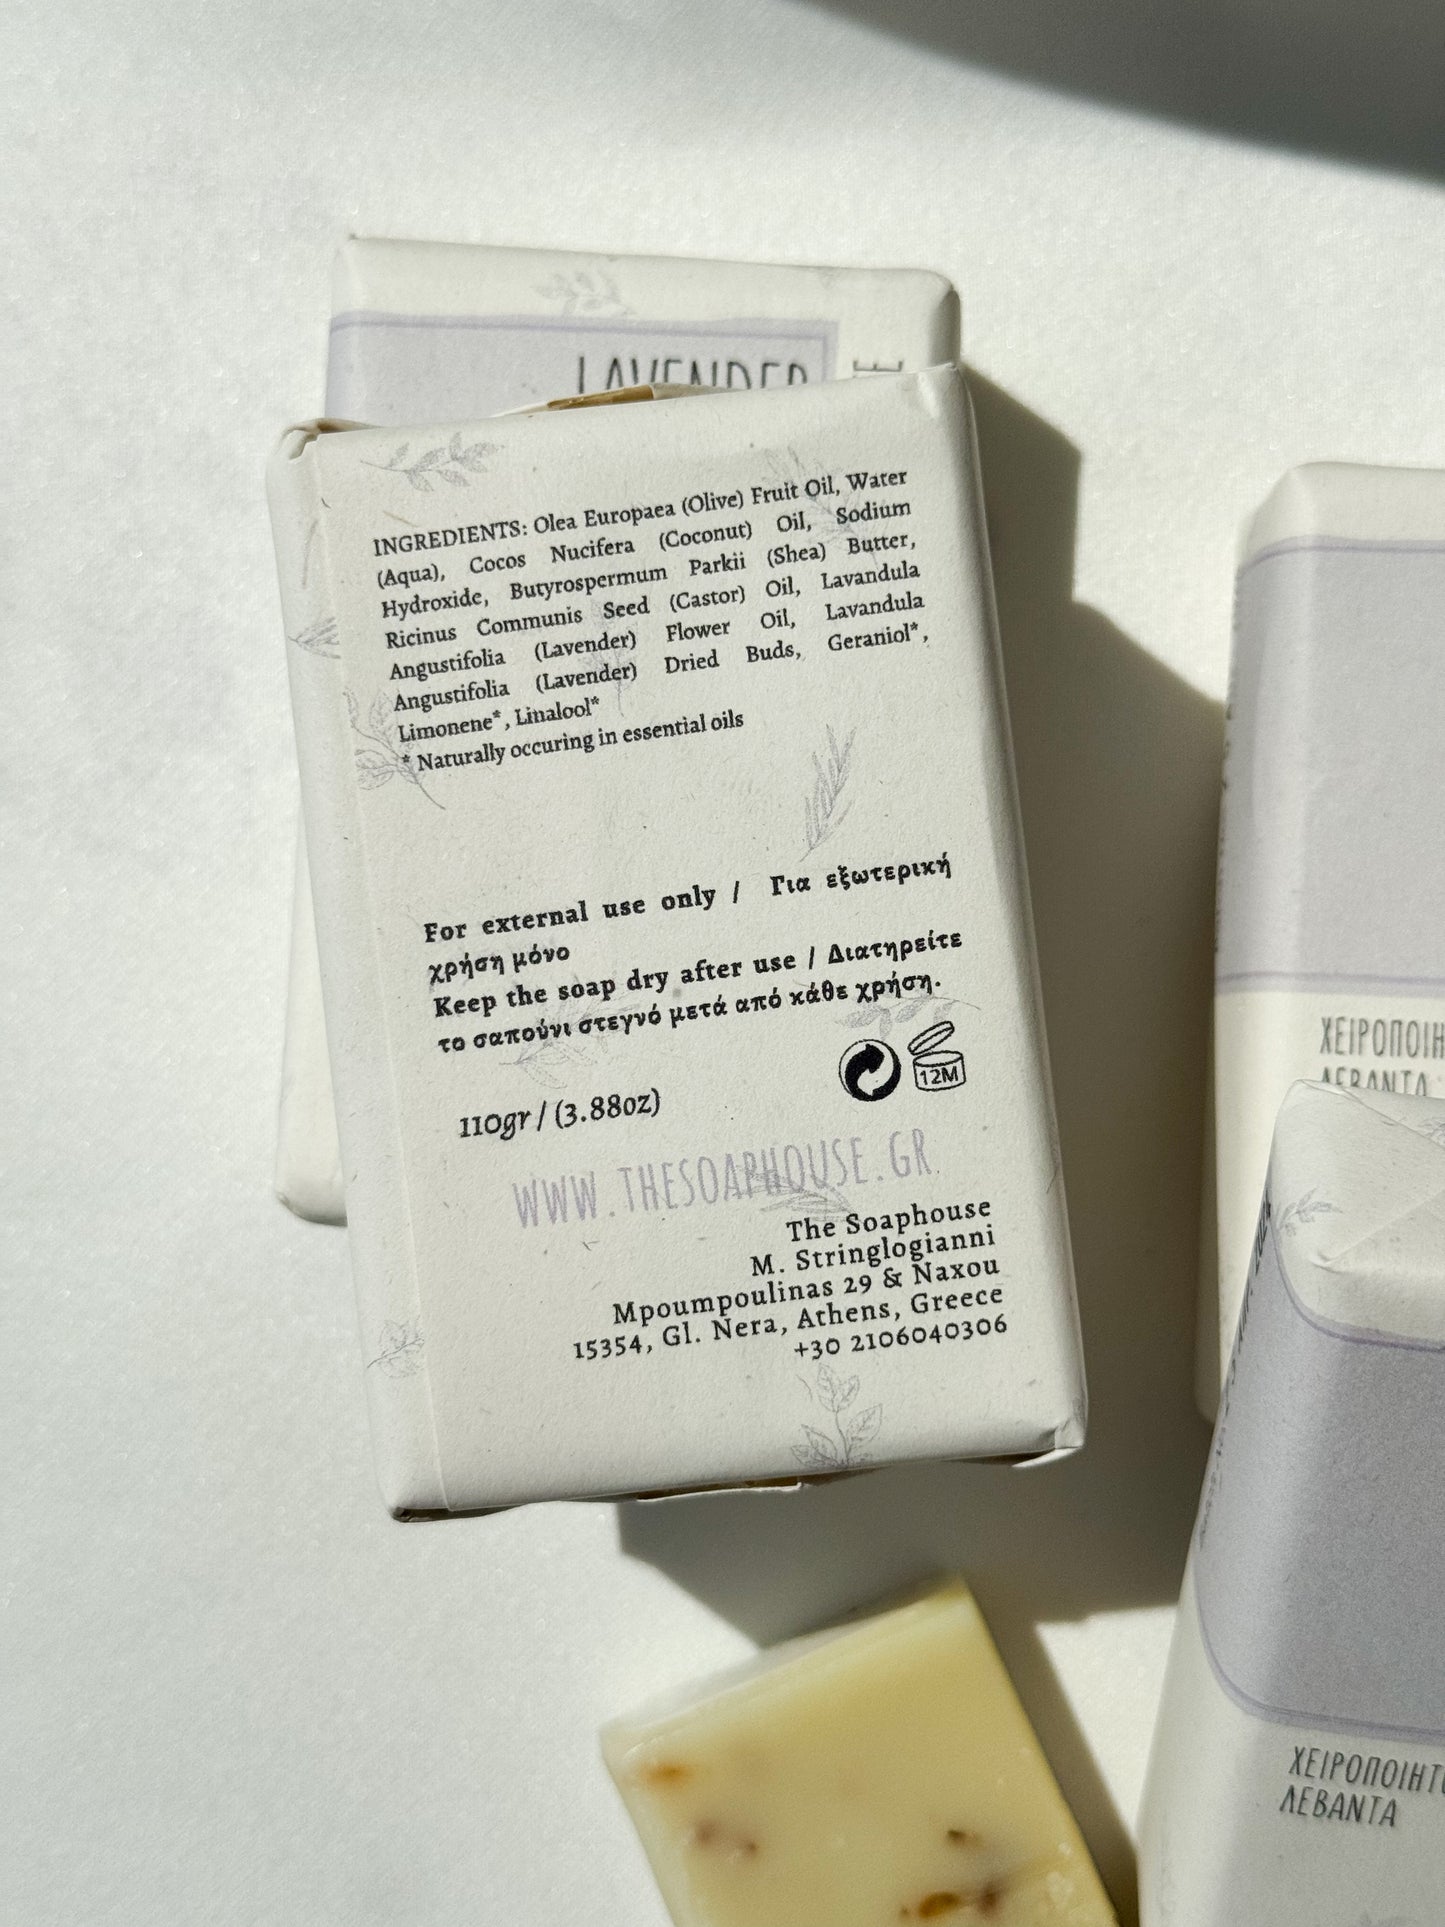 LAVENDER
INGREDIENTS: Olea Europaea (Olive) Fruit Oil, Water
(Aqua), Cocos Nucifera (Coconut) Oil, Sodium
Hydroxide, Butyrospermum Parkii (Shea) Butter,
Ricinus Communis Seed (Castor) Oil, Lavandula
Angustifolia (Lavender) Flower Oil, Lavandula
Angustifolia (Lavender) Dried Buds, Geraniol*,
Limonene*, Linalool*
* Naturally occuring in essential oils
For external use only / Για εξωτερική
χρήση μόνο
Keep the soap dry after use / Διατηρείτε
το σαπούνι στεγνό μετά από κάθε χρήση.
12M
110gr / (3.88oz)
WWW.THESOAPHOUSE.GR
The Soaphouse
M. Stringlogianni
Mpoumpoulinas 29 & Naxou
15354, Gl. Nera, Athens, Greece
+30 2106040306
ΧΕΙΡΟΠΟΙΗ
ΛΕΒΑΝΤΑ
ΧΕΙΡΟΠΟΙΗΤΟ
ΛΕΒΑΝΤΑ